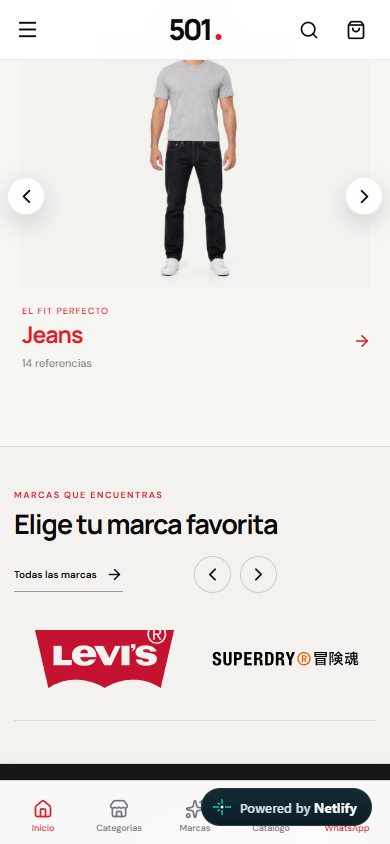 501.
EL FIT PERFECTO
Jeans
14 referencias
MARCAS QUE ENCUENTRAS
Elige tu marca favorita
Todas las marcas
LEVI'S®
SUPERDRY®冒険魂
Powered by Netlify
Inicio
Categorías
Marcas
Catálogo
WhatsApp